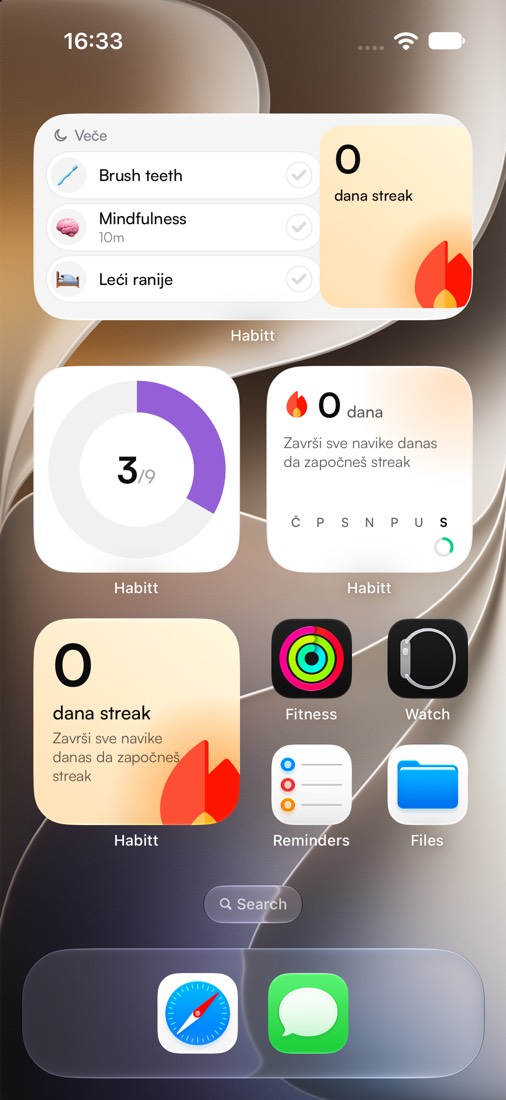 16:33
Veče
Brush teeth
Mindfulness
10m
Leći ranije
0
dana streak
Habitt
3/9
Habitt
0 dana
Završi sve navike danas
da započneš streak
Č P S N P U S
Habitt
0
dana streak
Završi sve navike
danas da započneš
streak
Habitt
Fitness
Watch
Reminders
Files
Search